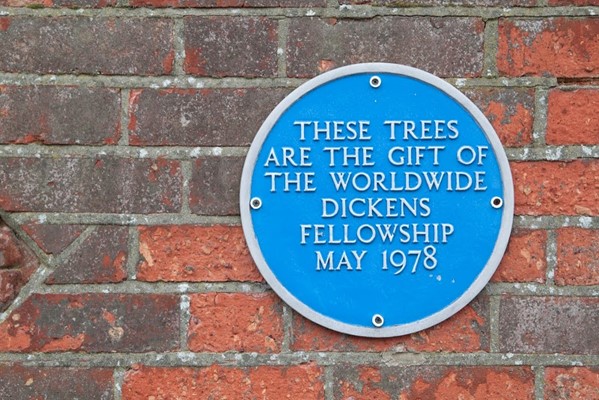 THESE TREES
ARE THE GIFT OF
THE WORLDWIDE
DICKENS
FELLOWSHIP
MAY 1978